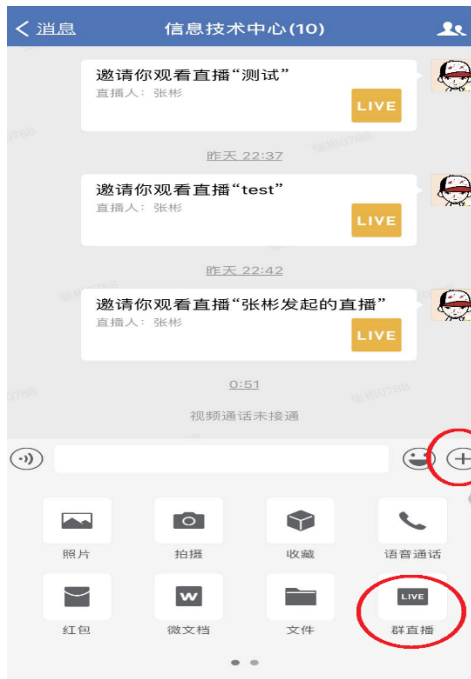 消息 信息技术中心(10)
邀请你观看直播“测试”
直播人: 张彬
LIVE
昨天 22:37
邀请你观看直播“test”
直播人: 张彬
LIVE
昨天 22:42
邀请你观看直播“张彬发起的直播”
直播人: 张彬
LIVE
0:51
视频通话未接通
照片 拍摄 收藏 语音通话
W LIVE
红包 微文档 文件 群直播